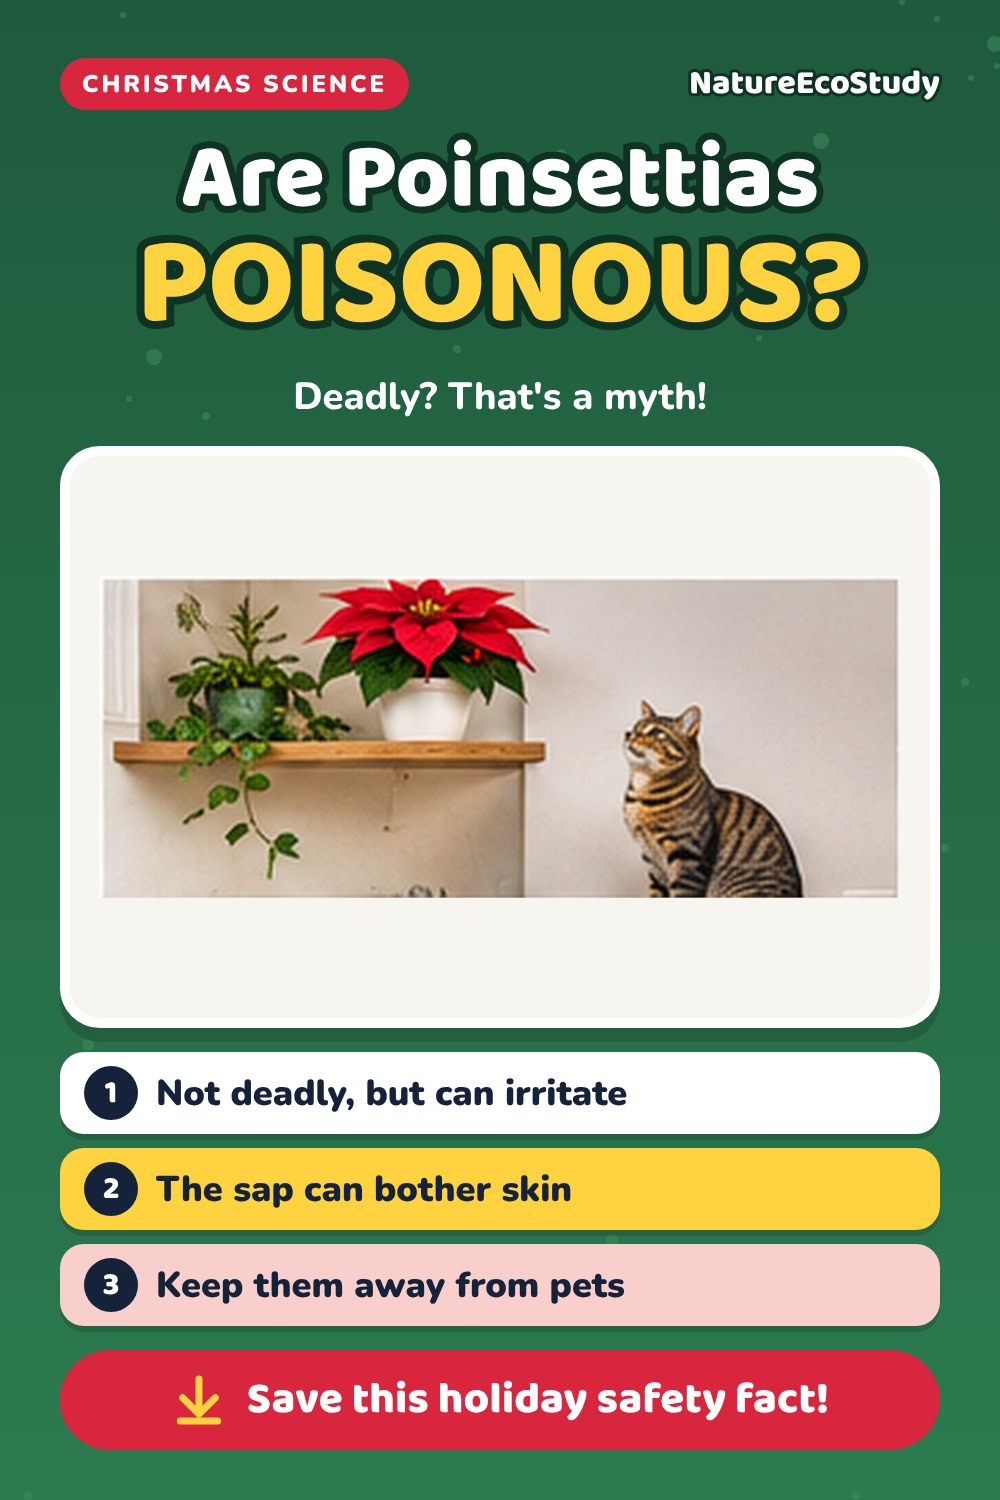 CHRISTMAS SCIENCE
NatureEcoStudy
Are Poinsettias
POISONOUS?
Deadly? That's a myth!
1 Not deadly, but can irritate
2 The sap can bother skin
3 Keep them away from pets
Save this holiday safety fact!